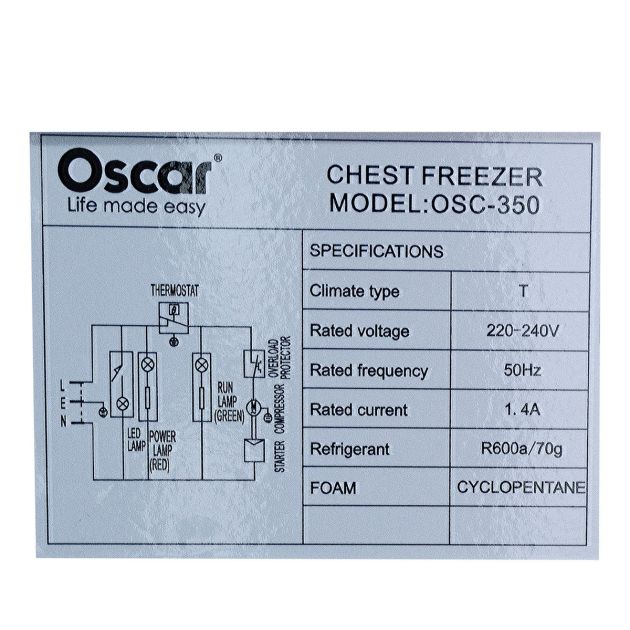 Oscar®
Life made easy
CHEST FREEZER
MODEL:OSC-350
SPECIFICATIONS
Climate type T
Rated voltage 220-240V
Rated frequency 50Hz
Rated current 1.4A
Refrigerant R600a/70g
FOAM CYCLOPENTANE
THERMOSTAT
L
E
N
LED
LAMP
POWER
LAMP
(RED)
RUN
LAMP
(GREEN)
OVERLOAD
PROTECTOR
COMPRESSOR
M
STARTER